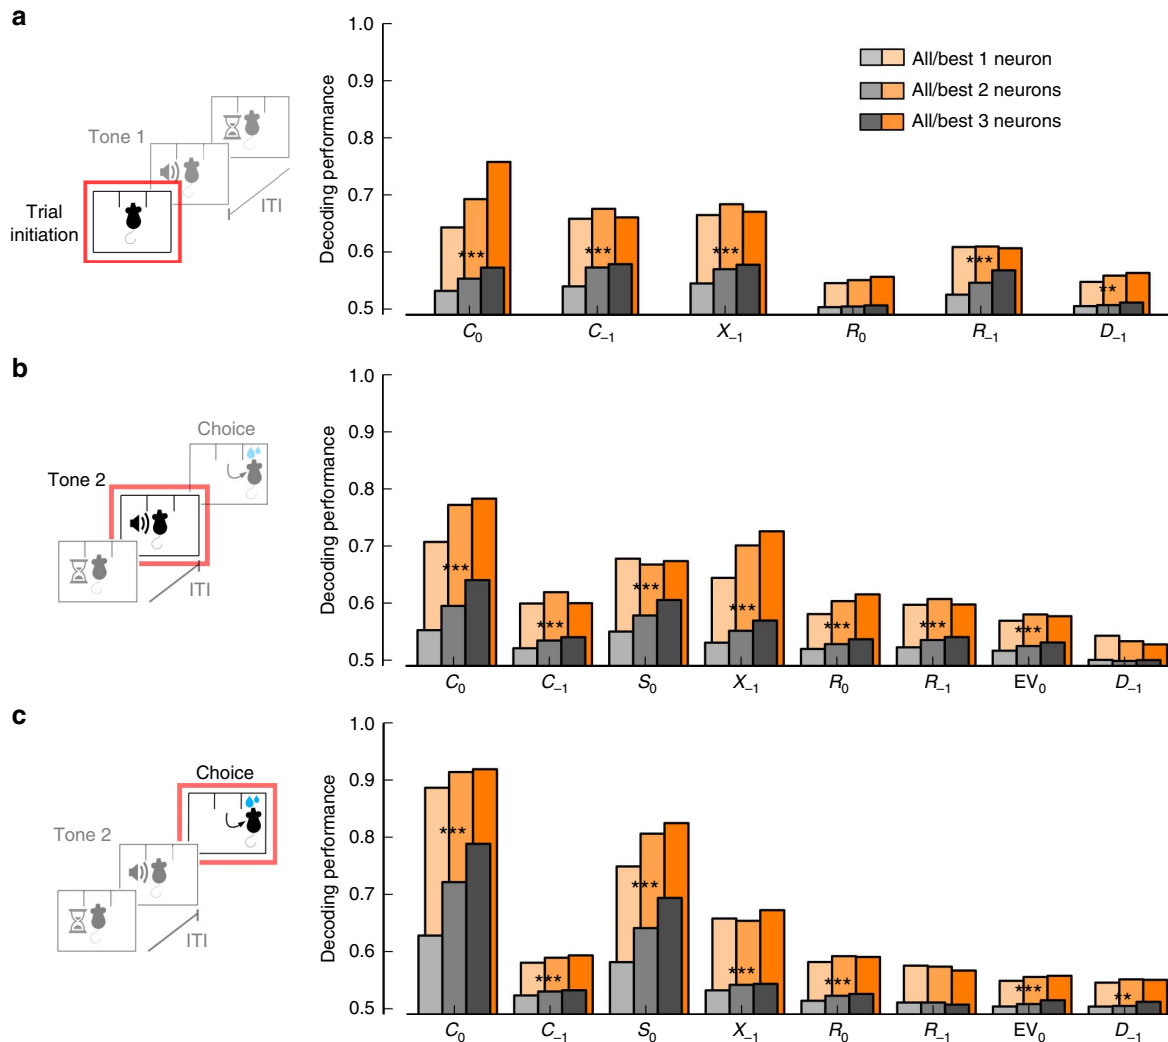 a
Tone 1
Trial
initiation
ITI
Decoding performance
1.0
0.9
0.8
0.7
0.6
0.5
All/best 1 neuron
All/best 2 neurons
All/best 3 neurons
***
***
***
***
**
C₀
C₋₁
X₋₁
R₀
R₋₁
D₋₁
b
Choice
Tone 2
ITI
Decoding performance
1.0
0.9
0.8
0.7
0.6
0.5
***
***
***
***
***
***
***
C₀
C₋₁
S₀
X₋₁
R₀
R₋₁
EV₀
D₋₁
c
Choice
Tone 2
ITI
Decoding performance
1.0
0.9
0.8
0.7
0.6
0.5
***
***
***
***
***
***
**
C₀
C₋₁
S₀
X₋₁
R₀
R₋₁
EV₀
D₋₁